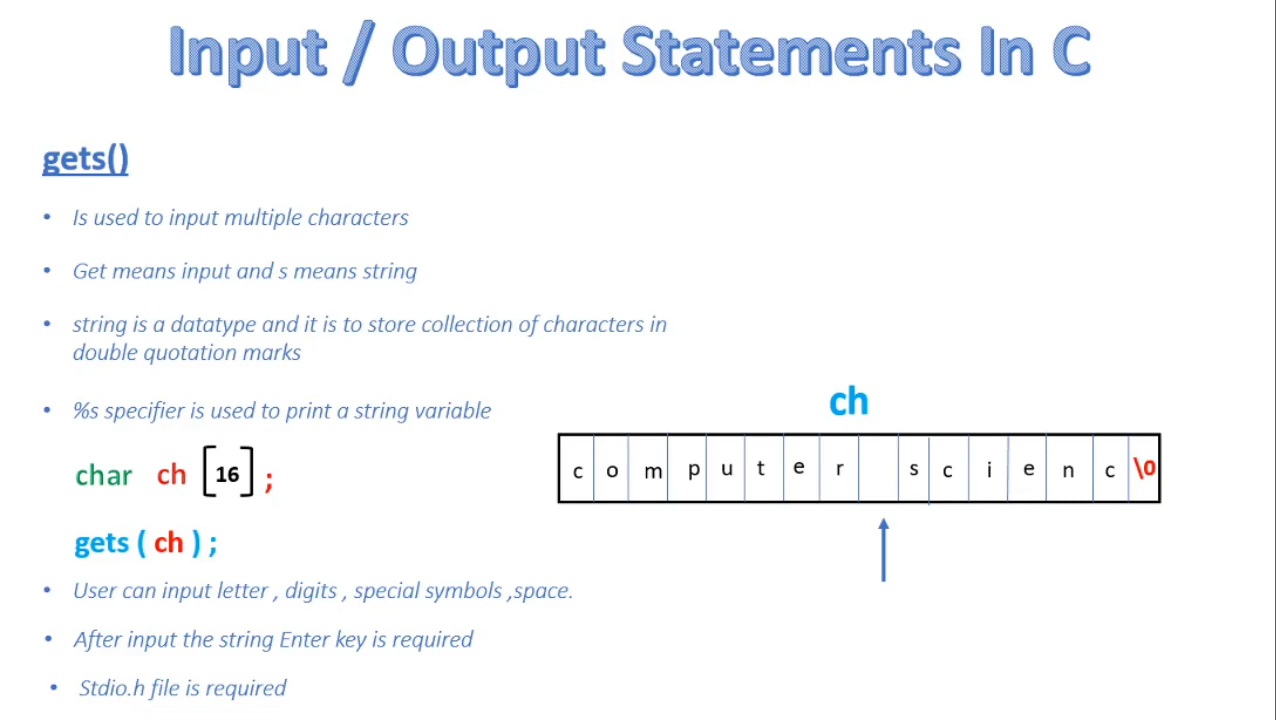 Input / Output Statements In C
gets()
• Is used to input multiple characters
• Get means input and s means string
• string is a datatype and it is to store collection of characters in
double quotation marks
• %s specifier is used to print a string variable
char ch [16] ;
gets ( ch ) ;
ch
c o m p u t e r s c i e n c \0
• User can input letter , digits , special symbols ,space.
• After input the string Enter key is required
• Stdio.h file is required